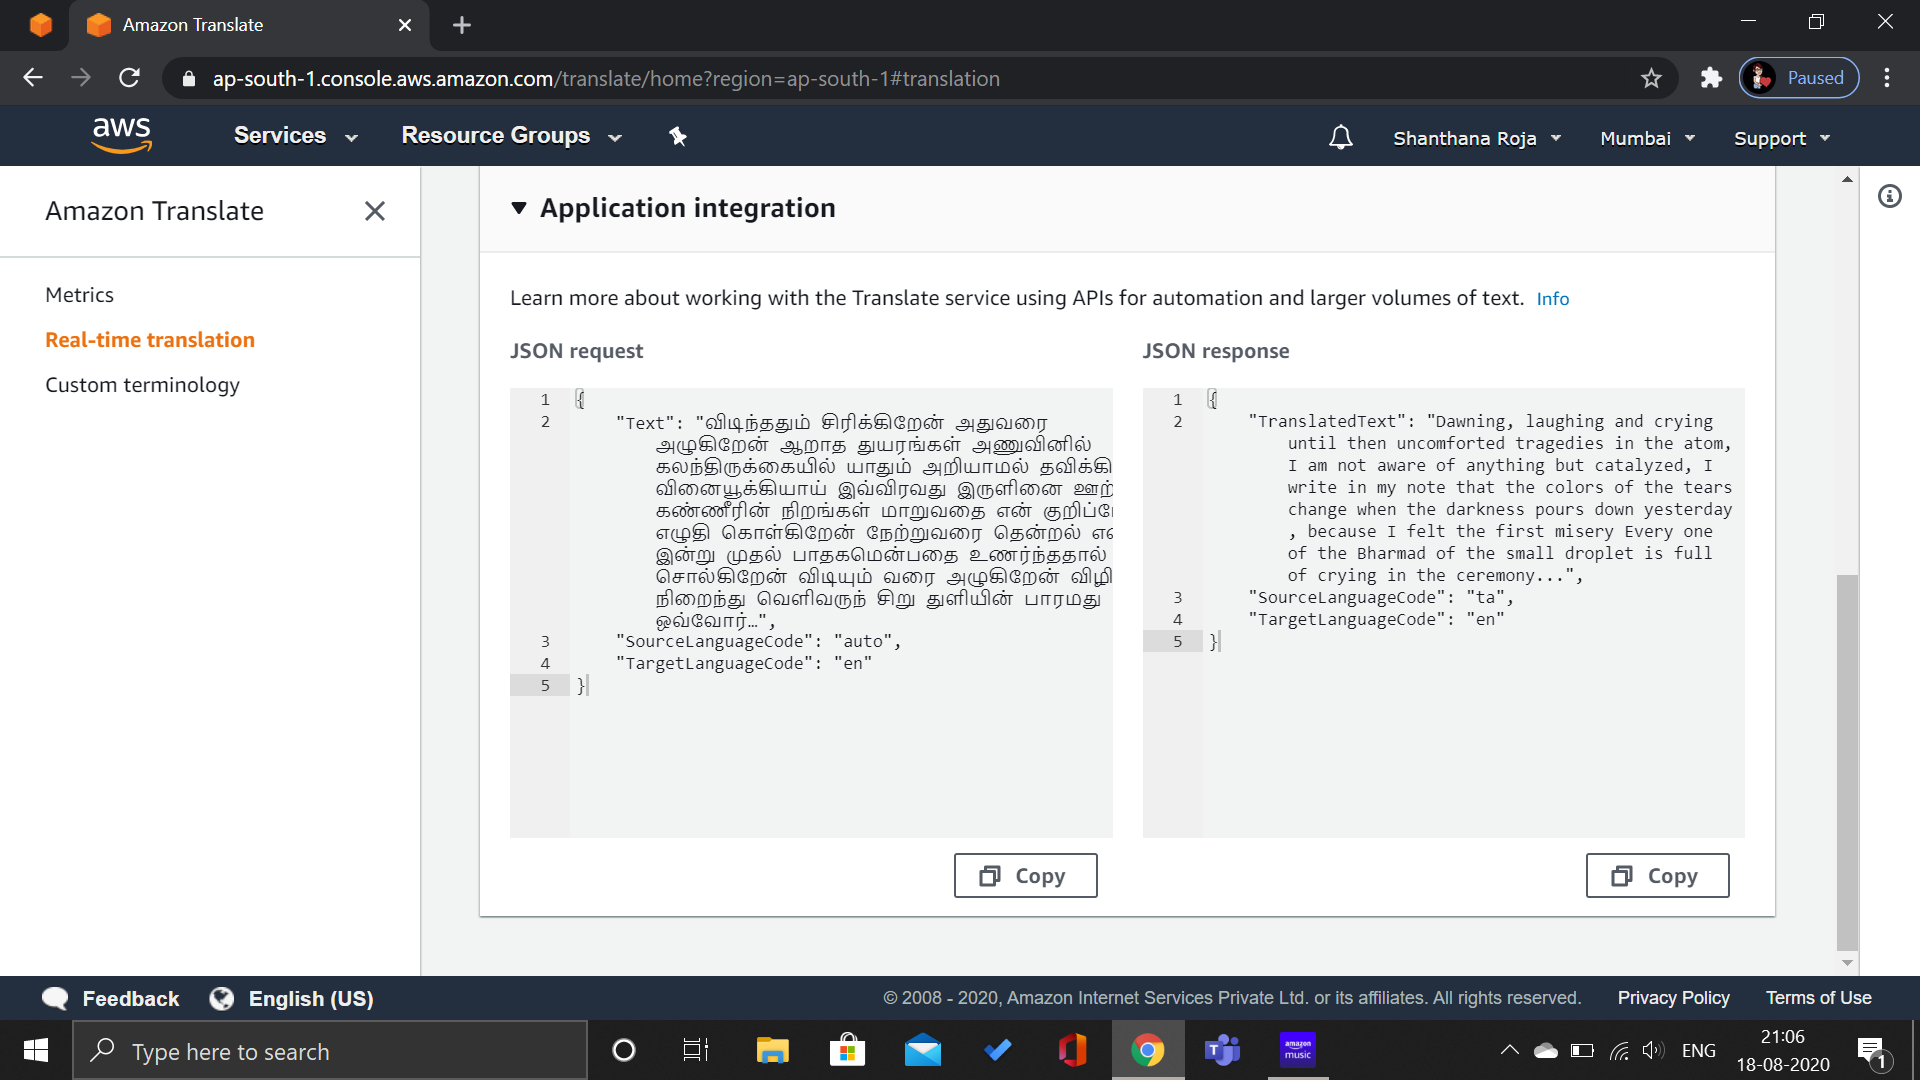 Amazon Translate
ap-south-1.console.aws.amazon.com/translate/home?region=ap-south-1#translation
Paused
aws
Services
Resource Groups
Shanthana Roja
Mumbai
Support
Amazon Translate
Metrics
Real-time translation
Custom terminology
Application integration
Learn more about working with the Translate service using APIs for automation and larger volumes of text. Info
JSON request
1 {
2 "Text": "விடிந்ததும் சிரிக்கிறேன் அதுவரை
அழுகிறேன் ஆறாத துயரங்கள் அணுவினில்
கலந்திருக்கையில் யாதும் அறியாமல் தவிக்கி
வினையூக்கியாய் இவ்விரவது இருளினை ஊற்
கண்ணீரின் நிறங்கள் மாறுவதை என் குறிப்பே
எழுதி கொள்கிறேன் நேற்றுவரை தென்றல்
இன்று முதல் பாதகமென்பதை உணர்ந்ததால்
சொல்கிறேன் விடியும் வரை அழுகிறேன் விழி
நிறைந்து வெளிவருந் சிறு துளியின் பாரமது
ஒவ்வோர்…",
3 "SourceLanguageCode": "auto",
4 "TargetLanguageCode": "en"
5 }
Copy
JSON response
1 {
2 "TranslatedText": "Dawning, laughing and crying
until then uncomforted tragedies in the atom,
I am not aware of anything but catalyzed, I
write in my note that the colors of the tears
change when the darkness pours down yesterday
, because I felt the first misery Every one
of the Bharmad of the small droplet is full
of crying in the ceremony...",
3 "SourceLanguageCode": "ta",
4 "TargetLanguageCode": "en"
5 }
Copy
Feedback
English (US)
© 2008 - 2020, Amazon Internet Services Private Ltd. or its affiliates. All rights reserved.
Privacy Policy
Terms of Use
Type here to search
amazon
music
ENG
21:06
18-08-2020
1